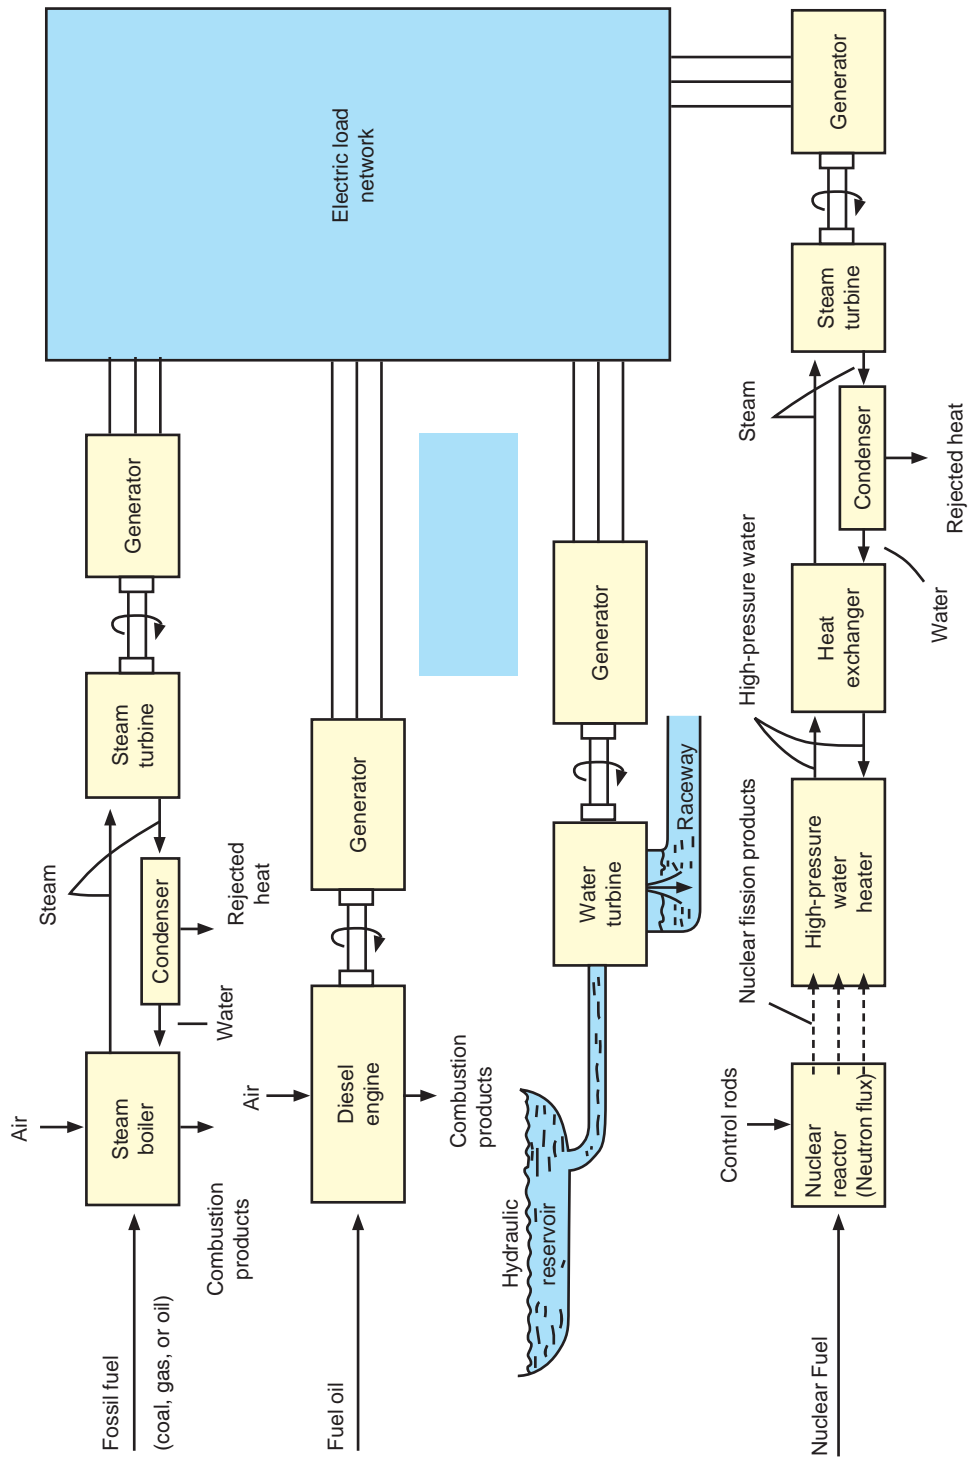 Fossil fuel
(coal, gas, or oil)
Air
Steam
boiler
Combustion
products
Steam
Water
Condenser
Rejected
heat
Steam
turbine
Generator
Electric load
network
Fuel oil
Air
Diesel
engine
Combustion
products
Generator
Hydraulic
reservoir
Water
turbine
Raceway
Generator
Nuclear Fuel
Control rods
Nuclear
reactor
(Neutron flux)
Nuclear fission products
High-pressure
water
heater
High-pressure water
Heat
exchanger
Water
Steam
Condenser
Rejected heat
Steam
turbine
Generator